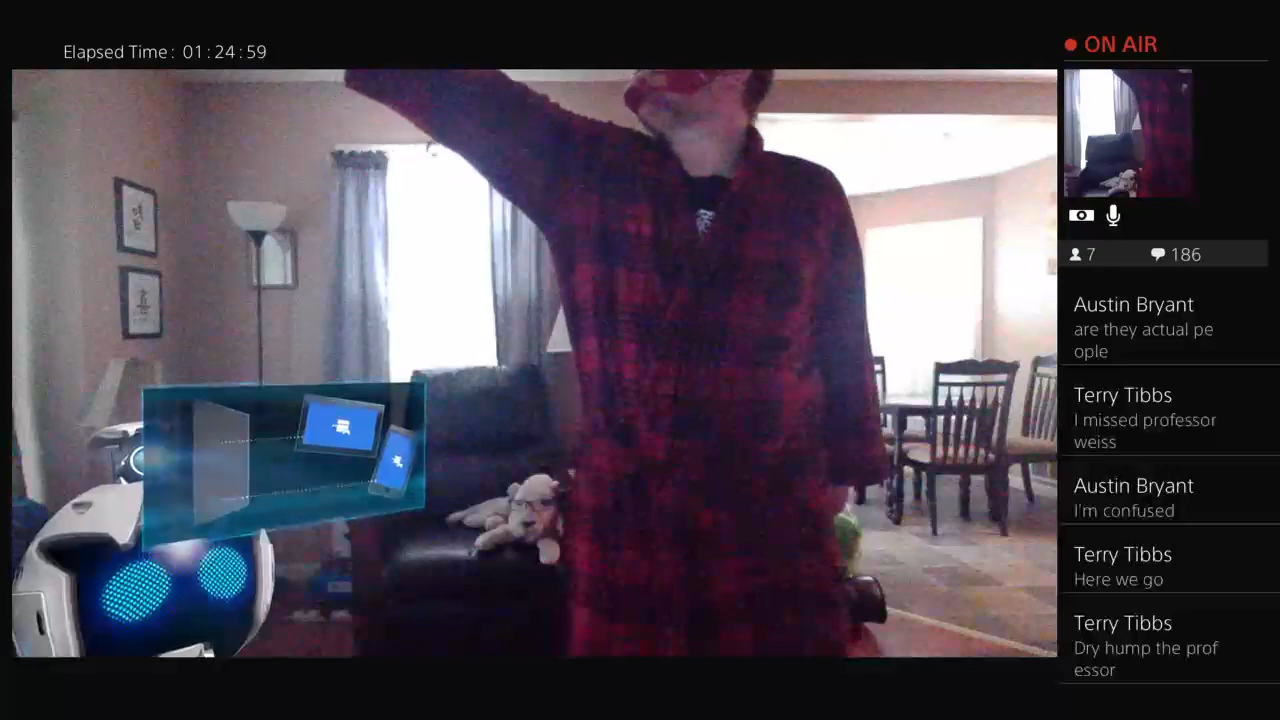 Elapsed Time: 01:24:59
ON AIR
7 186
Austin Bryant
are they actual pe
ople
Terry Tibbs
I missed professor
weiss
Austin Bryant
I'm confused
Terry Tibbs
Here we go
Terry Tibbs
Dry hump the prof
essor